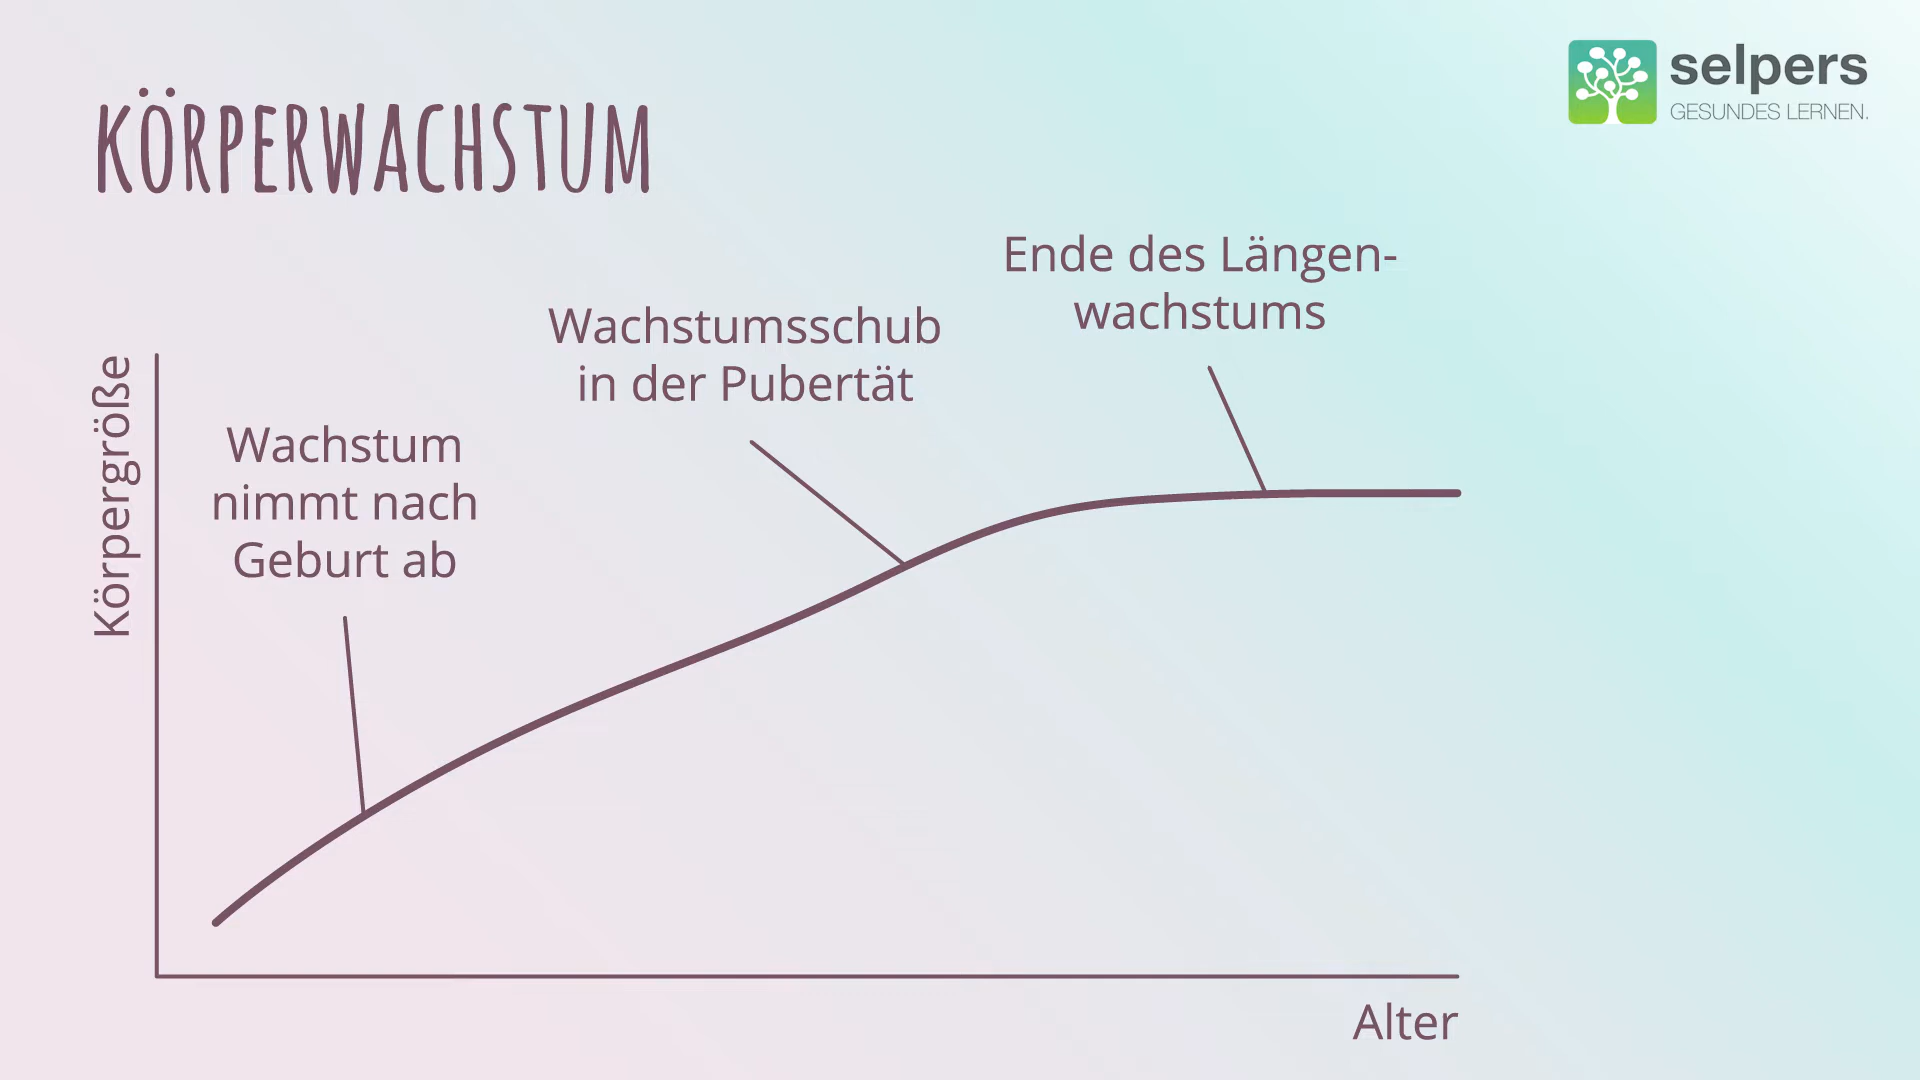 selpers
GESUNDES LERNEN.
KÖRPERWACHSTUM
Ende des Längen-
wachstums
Wachstumsschub
in der Pubertät
Wachstum
nimmt nach
Geburt ab
Körpergröße
Alter